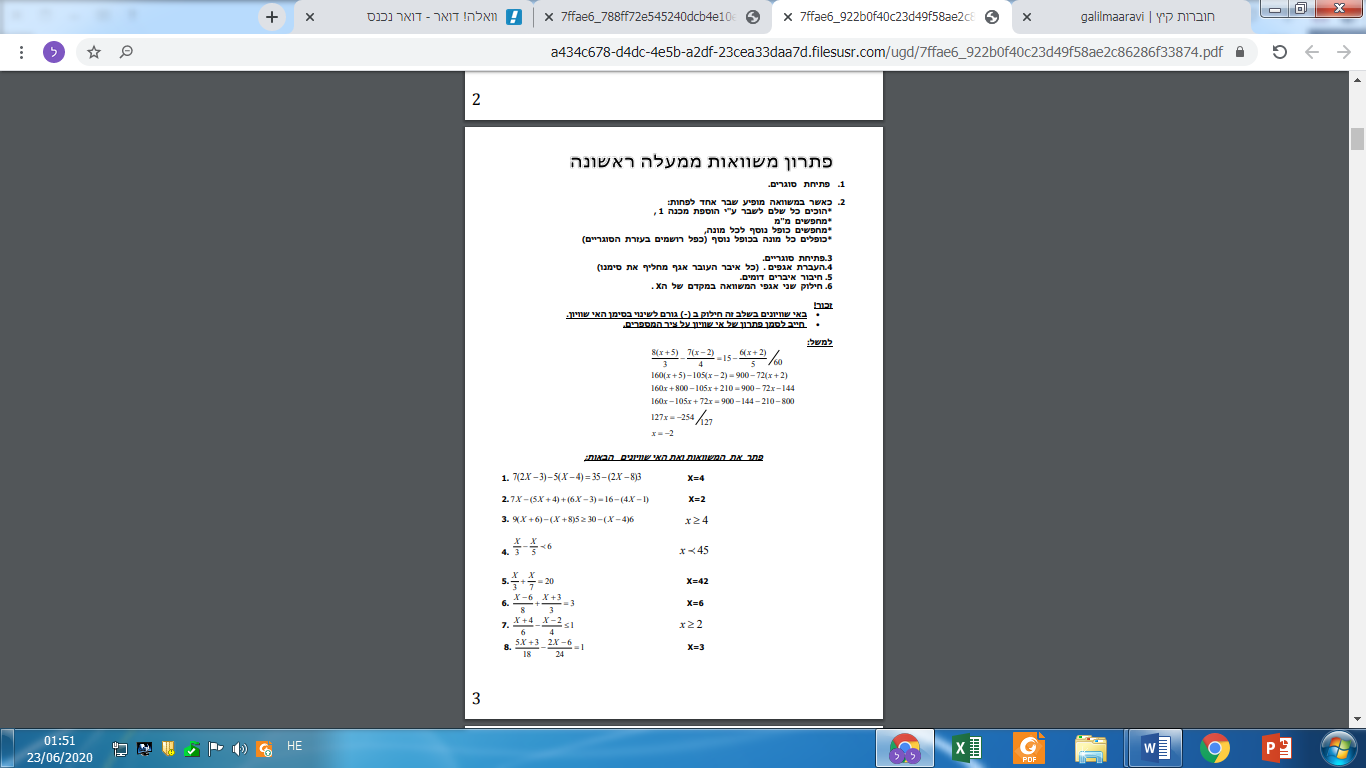 חוברות קיץ | galilmaaravi
7ffae6_922b0f40c23d49f58ae2c8
7ffae6_788ff72e545240dcb4e10e
וואלה! דואר - דואר נכנס
a434c678-d4dc-4e5b-a2df-23cea33daa7d.filesusr.com/ugd/7ffae6_922b0f40c23d49f58ae2c86286f33874.pdf
ל
2
פתרון משוואות ממעלה ראשונה
1. פתיחת סוגרים.
2. כאשר במשוואה מופיע שבר אחד לפחות:
*הוכים כל שלם לשבר ע"י הוספת מכנה 1 ,
*מחפשים מ"מ
*מחפשים כופל נוסף לכל מונה,
*כופלים כל מונה בכופל נוסף (כפל רושמים בעזרת הסוגריים)
3.פתיחת סוגריים.
4.העברת אגפים . (כל איבר העובר אגף מחליף את סימנו)
5. חיבור איברים דומים.
6. חילוק שני אגפי המשוואה במקדם של הX .
זכור!
• באי שוויונים בשלב זה חילוק ב (-) גורם לשינוי בסימן האי שוויון.
• חייב לסמן פתרון של אי שוויון על ציר המספרים.
למשל:
8(x+5)/3 − 7(x−2)/4 = 15 − 6(x+2)/5 /60
160(x+5)−105(x−2) = 900−72(x+2)
160x+800−105x+210 = 900−72x−144
160x−105x+72x = 900−144−210−800
127x = −254 /127
x = −2
פתר את המשוואות ואת האי שוויונים הבאות:
1. 7(2X−3)−5(X−4) = 35−(2X−8)3 X=4
2. 7X−(5X+4)+(6X−3) = 16−(4X−1) X=2
3. 9(X+6)−(X+8)5 ≥ 30−(X−4)6 x ≥ 4
4. X/3 − X/5 ≺ 6 x ≺ 45
5. X/3 + X/7 = 20 X=42
6. X−6/8 + X+3/3 = 3 X=6
7. X+4/6 − X−2/4 ≤ 1 x ≥ 2
8. 5X+3/18 − 2X−6/24 = 1 X=3
3
01:51
23/06/2020
HE
PDF